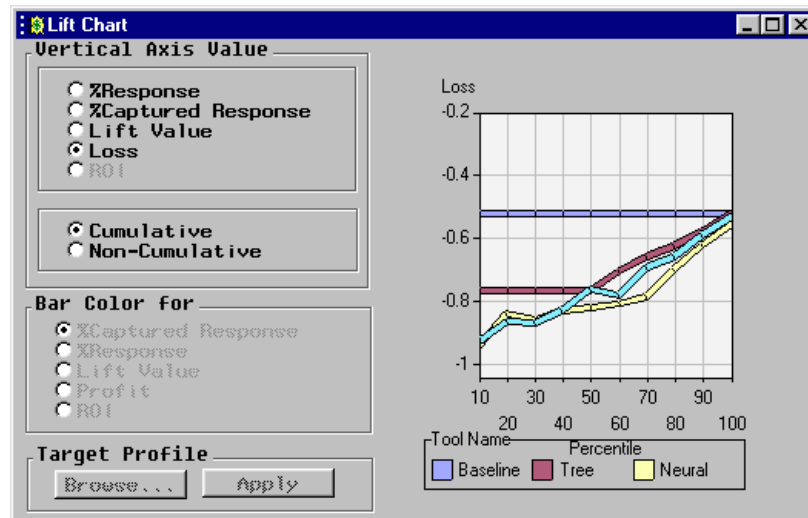 Lift Chart
Vertical Axis Value
%Response
%Captured Response
Lift Value
Loss
ROI
Cumulative
Non-Cumulative
Bar Color for
%Captured Response
%Response
Lift Value
Profit
ROI
Target Profile
Browse...
Apply
Loss
-0.2
-0.4
-0.6
-0.8
-1
10 30 50 70 90
20 40 60 80 100
Percentile
Tool Name
Baseline Tree Neural